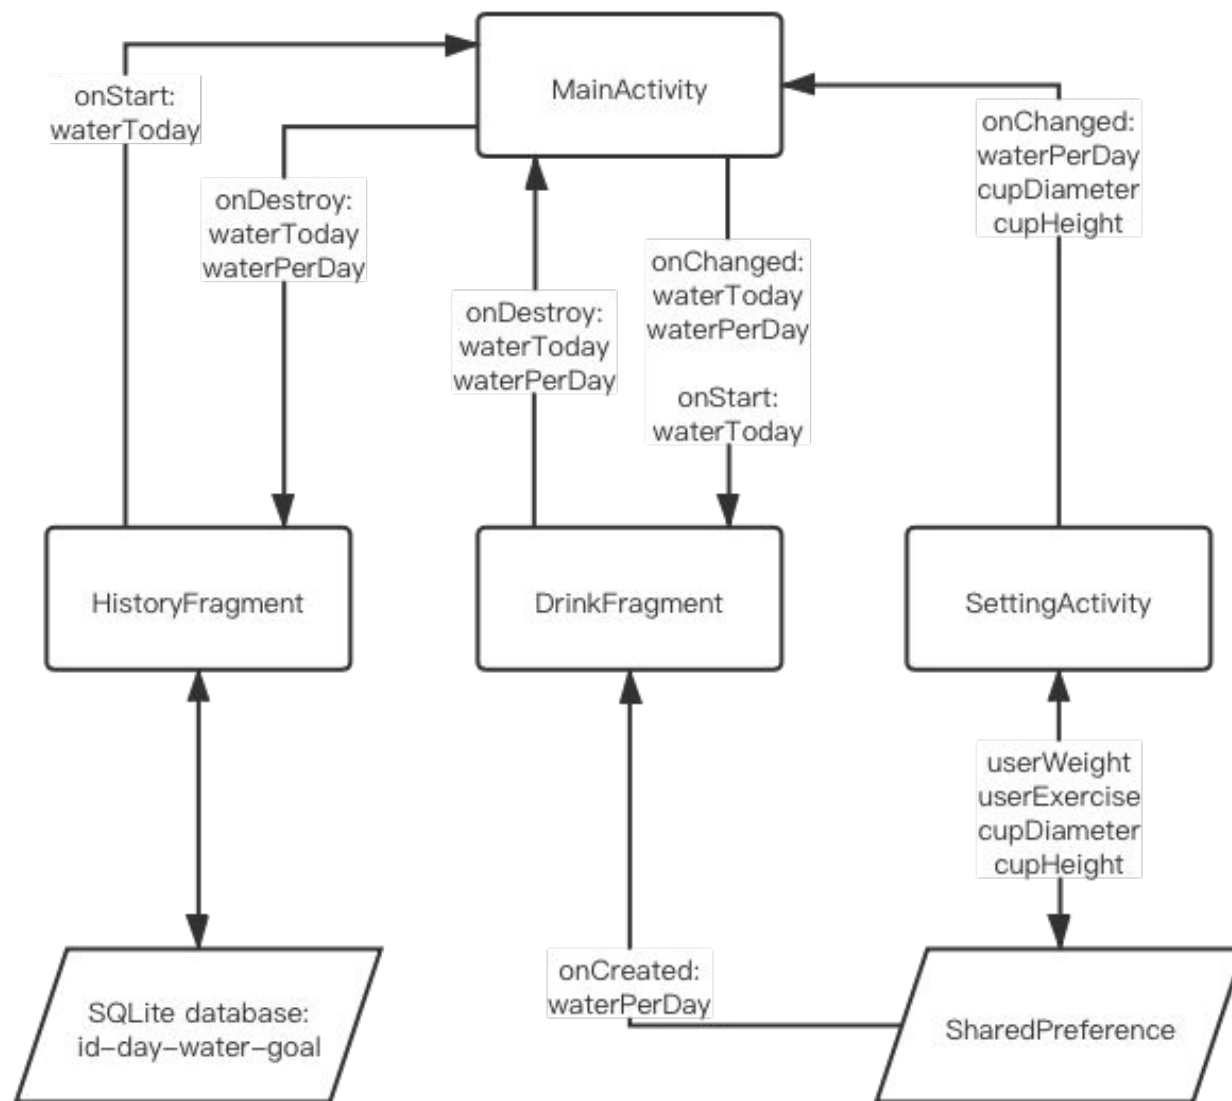 MainActivity
onStart:
waterToday
onDestroy:
waterToday
waterPerDay
onDestroy:
waterToday
waterPerDay
onChanged:
waterToday
waterPerDay
onStart:
waterToday
onChanged:
waterPerDay
cupDiameter
cupHeight
HistoryFragment
DrinkFragment
SettingActivity
userWeight
userExercise
cupDiameter
cupHeight
onCreated:
waterPerDay
SQLite database:
id-day-water-goal
SharedPreference